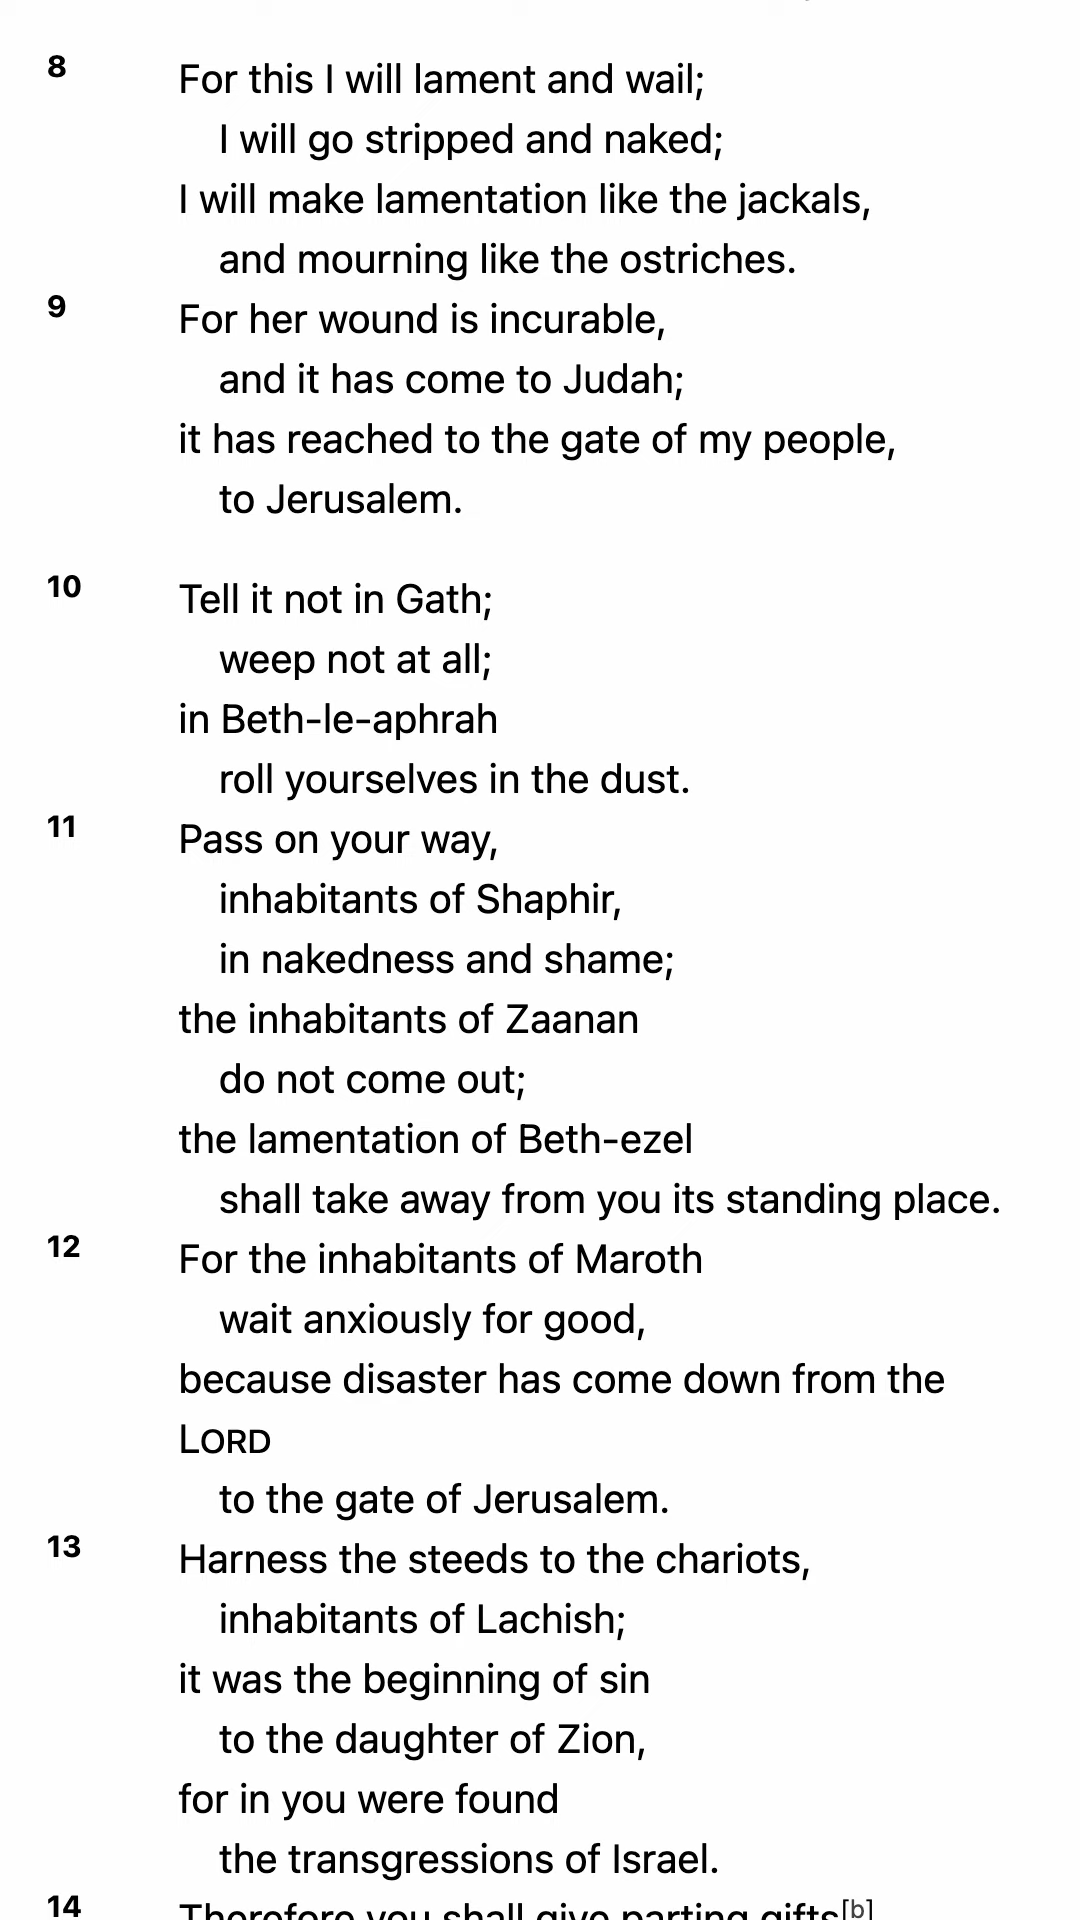 8 For this I will lament and wail;
I will go stripped and naked;
I will make lamentation like the jackals,
and mourning like the ostriches.
9 For her wound is incurable,
and it has come to Judah;
it has reached to the gate of my people,
to Jerusalem.
10 Tell it not in Gath;
weep not at all;
in Beth-le-aphrah
roll yourselves in the dust.
11 Pass on your way,
inhabitants of Shaphir,
in nakedness and shame;
the inhabitants of Zaanan
do not come out;
the lamentation of Beth-ezel
shall take away from you its standing place.
12 For the inhabitants of Maroth
wait anxiously for good,
because disaster has come down from the
LORD
to the gate of Jerusalem.
13 Harness the steeds to the chariots,
inhabitants of Lachish;
it was the beginning of sin
to the daughter of Zion,
for in you were found
the transgressions of Israel.
14 Therefore you shall give parting gifts[b]